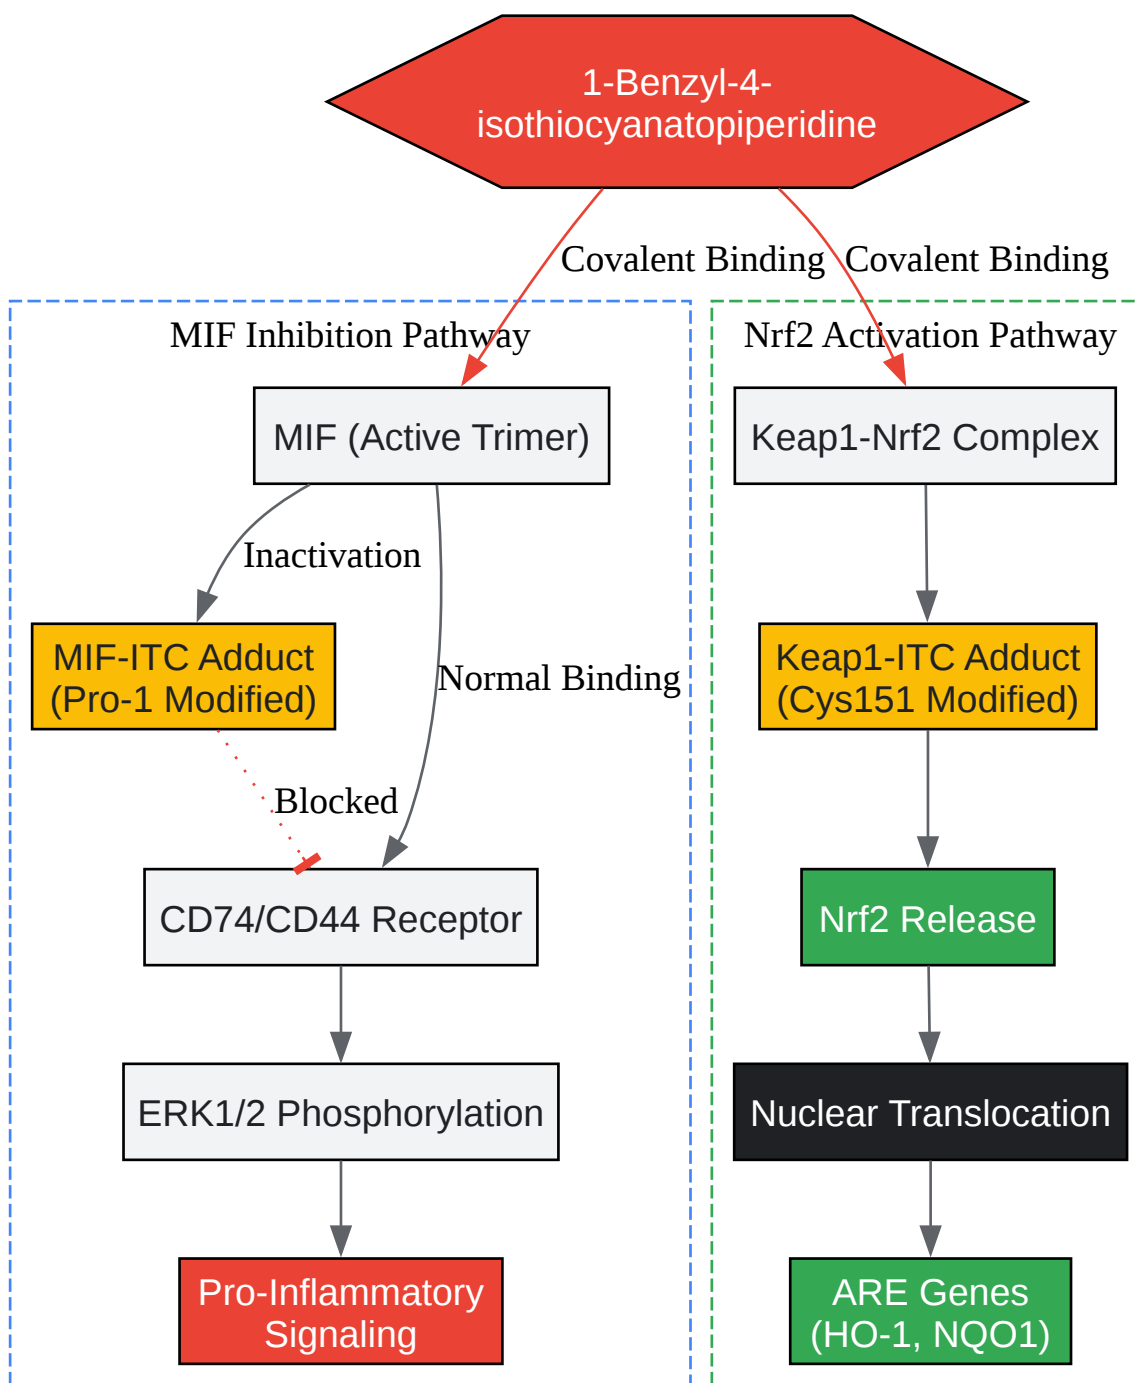 1-Benzyl-4-
isothiocyanatopiperidine
Covalent Binding
Covalent Binding
MIF Inhibition Pathway
Nrf2 Activation Pathway
MIF (Active Trimer)
Keap1-Nrf2 Complex
Inactivation
MIF-ITC Adduct
(Pro-1 Modified)
Normal Binding
Keap1-ITC Adduct
(Cys151 Modified)
Blocked
CD74/CD44 Receptor
Nrf2 Release
ERK1/2 Phosphorylation
Nuclear Translocation
Pro-Inflammatory
Signaling
ARE Genes
(HO-1, NQO1)